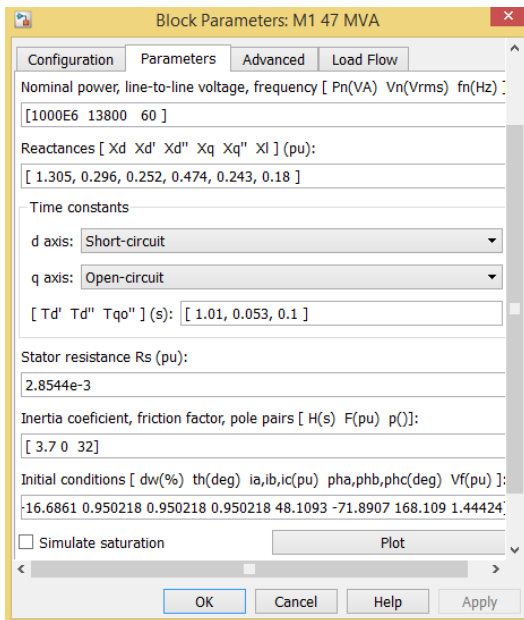 Block Parameters: M1 47 MVA
Configuration Parameters Advanced Load Flow
Nominal power, line-to-line voltage, frequency [ Pn(VA) Vn(Vrms) fn(Hz) ]
[1000E6 13800 60 ]
Reactances [ Xd Xd' Xd'' Xq Xq'' Xl ] (pu):
[ 1.305, 0.296, 0.252, 0.474, 0.243, 0.18 ]
Time constants
d axis: Short-circuit
q axis: Open-circuit
[ Td' Td'' Tqo'' ] (s): [ 1.01, 0.053, 0.1 ]
Stator resistance Rs (pu):
2.8544e-3
Inertia coeficient, friction factor, pole pairs [ H(s) F(pu) p()]:
[ 3.7 0 32]
Initial conditions [ dw(%) th(deg) ia,ib,ic(pu) pha,phb,phc(deg) Vf(pu) ]:
-16.6861 0.950218 0.950218 0.950218 48.1093 -71.8907 168.109 1.44424]
Simulate saturation Plot
OK Cancel Help Apply